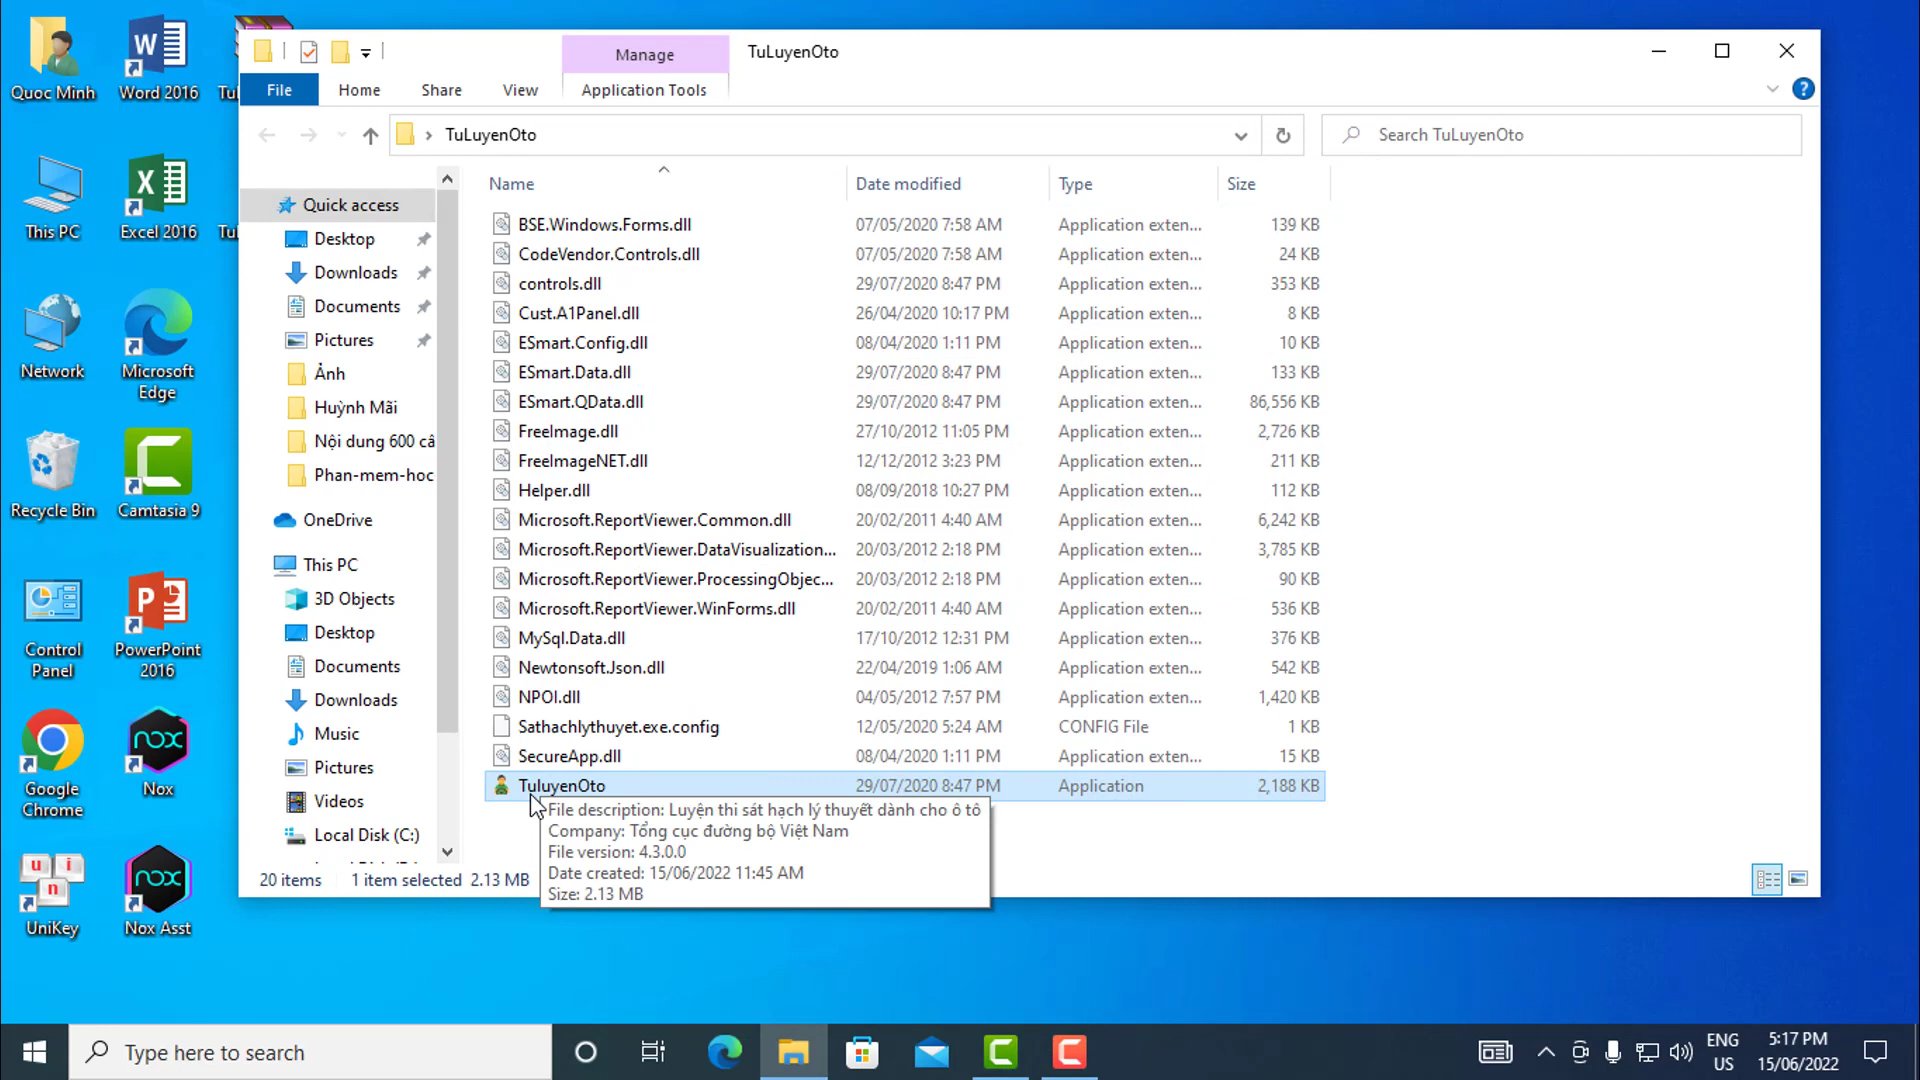 Manage
TuLuyenOto
File
Home
Share
View
Application Tools
TuLuyenOto
Search TuLuyenOto
Quoc Minh
Word 2016
This PC
Excel 2016
Network
Microsoft
Edge
Recycle Bin
Camtasia 9
Control
Panel
PowerPoint
2016
Google
Chrome
Nox
UniKey
Nox Asst
Quick access
Desktop
Downloads
Documents
Pictures
Ảnh
Huỳnh Mãi
Nội dung 600 câ
Phan-mem-hoc
OneDrive
This PC
3D Objects
Desktop
Documents
Downloads
Music
Pictures
Videos
Local Disk (C:)
Name Date modified Type Size
BSE.Windows.Forms.dll 07/05/2020 7:58 AM Application exten... 139 KB
CodeVendor.Controls.dll 07/05/2020 7:58 AM Application exten... 24 KB
controls.dll 29/07/2020 8:47 PM Application exten... 353 KB
Cust.A1Panel.dll 26/04/2020 10:17 PM Application exten... 8 KB
ESmart.Config.dll 08/04/2020 1:11 PM Application exten... 10 KB
ESmart.Data.dll 29/07/2020 8:47 PM Application exten... 133 KB
ESmart.QData.dll 29/07/2020 8:47 PM Application exten... 86,556 KB
FreeImage.dll 27/10/2012 11:05 PM Application exten... 2,726 KB
FreeImageNET.dll 12/12/2012 3:23 PM Application exten... 211 KB
Helper.dll 08/09/2018 10:27 PM Application exten... 112 KB
Microsoft.ReportViewer.Common.dll 20/02/2011 4:40 AM Application exten... 6,242 KB
Microsoft.ReportViewer.DataVisualization... 20/03/2012 2:18 PM Application exten... 3,785 KB
Microsoft.ReportViewer.ProcessingObjec... 20/03/2012 2:18 PM Application exten... 90 KB
Microsoft.ReportViewer.WinForms.dll 20/02/2011 4:40 AM Application exten... 536 KB
MySql.Data.dll 17/10/2012 12:31 PM Application exten... 376 KB
Newtonsoft.Json.dll 22/04/2019 1:06 AM Application exten... 542 KB
NPOI.dll 04/05/2012 7:57 PM Application exten... 1,420 KB
Sathachlythuyet.exe.config 12/05/2020 5:24 AM CONFIG File 1 KB
SecureApp.dll 08/04/2020 1:11 PM Application exten... 15 KB
TuluyenOto 29/07/2020 8:47 PM Application 2,188 KB
File description: Luyện thi sát hạch lý thuyết dành cho ô tô
Company: Tổng cục đường bộ Việt Nam
File version: 4.3.0.0
Date created: 15/06/2022 11:45 AM
Size: 2.13 MB
20 items 1 item selected 2.13 MB
Type here to search
ENG
US
5:17 PM
15/06/2022